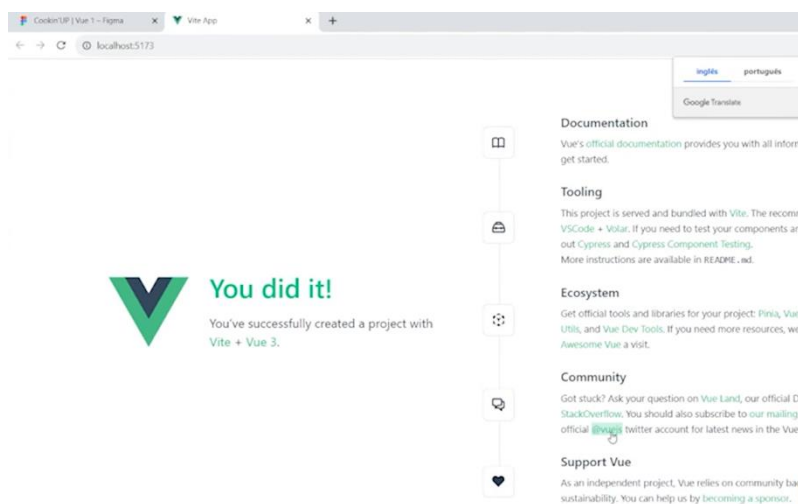 Cookin'UP | Vue 1 – Figma
Vite App
localhost:5173
inglês português
Google Translate
Documentation
Vue's official documentation provides you with all
get started.
Tooling
This project is served and bundled with Vite. The
VSCode + Volar. If you need to test your components
out Cypress and Cypress Component Testing.
More instructions are available in README.md.
You did it!
You've successfully created a project with
Vite + Vue 3.
Ecosystem
Get official tools and libraries for your project: Pinia, Vue
Utils, and Vue Dev Tools. If you need more resources,
Awesome Vue a visit.
Community
Got stuck? Ask your question on Vue Land, our official
StackOverflow. You should also subscribe to our mailing
official @vuejs twitter account for latest news in the Vue
Support Vue
As an independent project, Vue relies on community
sustainability. You can help us by becoming a sponsor.